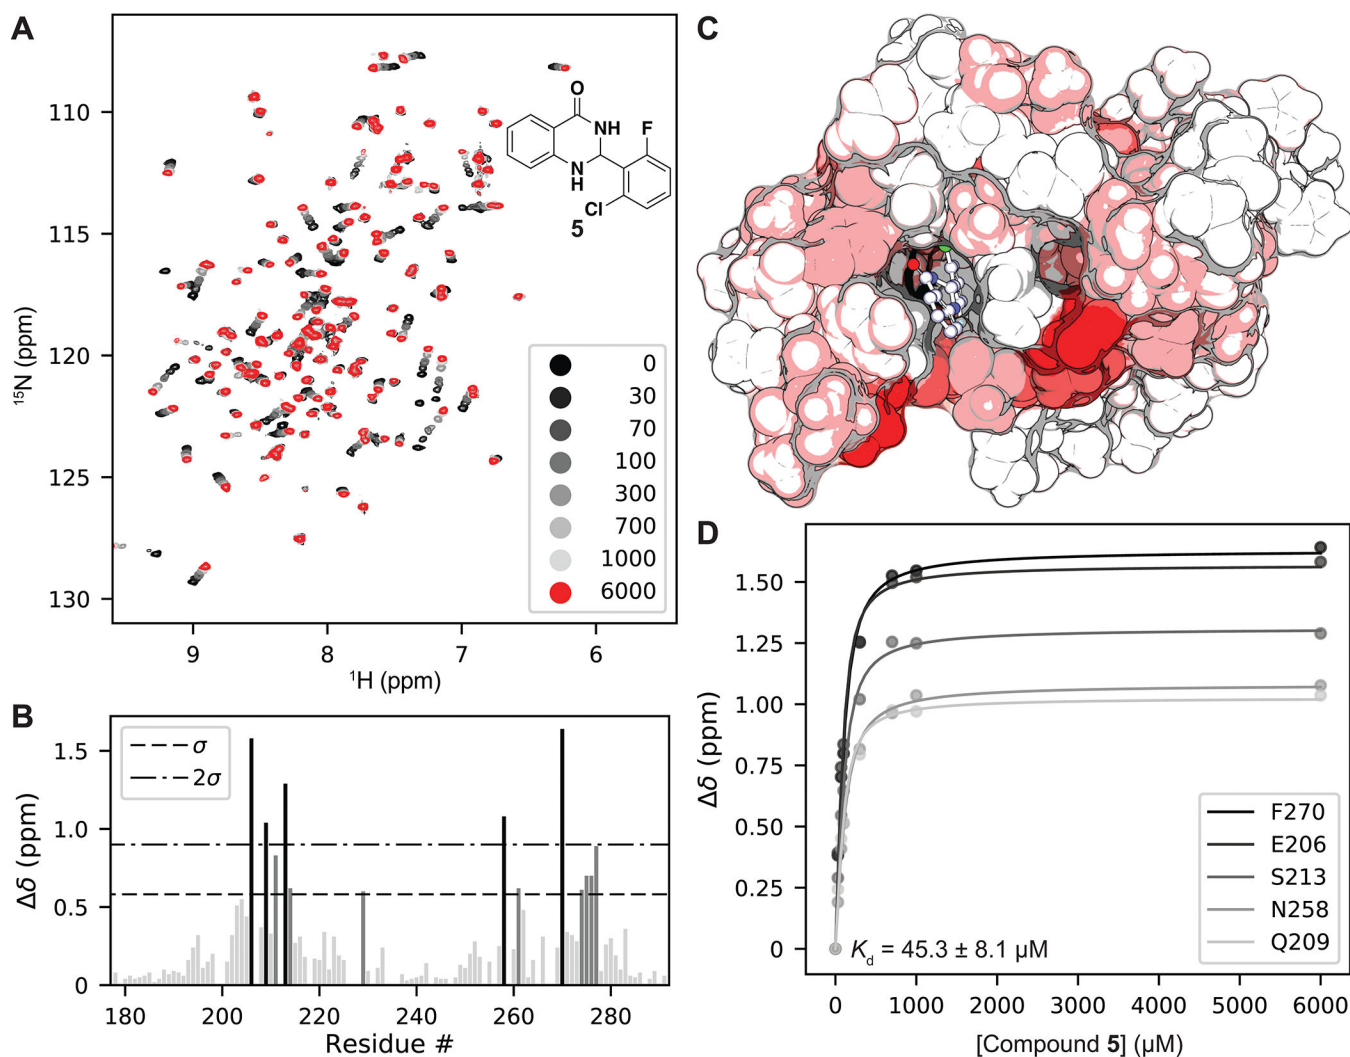 A
110
115
120
125
130
¹⁵N (ppm)
9
8
7
6
¹H (ppm)
O
NH
F
N
H
Cl
5
0
30
70
100
300
700
1000
6000
B
1.5
1.0
0.5
0
Δδ (ppm)
σ
2σ
180
200
220
240
260
280
Residue #
C
D
1.50
1.25
1.00
0.75
0.50
0.25
0
Δδ (ppm)
F270
E206
S213
N258
Q209
K_d = 45.3 ± 8.1 μM
0
1000
2000
3000
4000
5000
6000
[Compound 5] (μM)